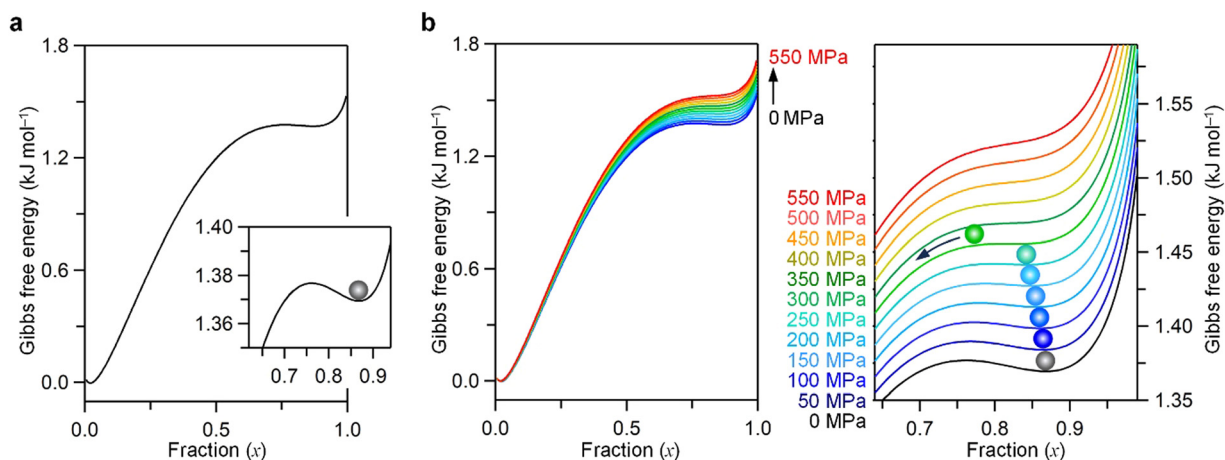 a
1.8
1.2
0.6
0.0
Gibbs free energy (kJ mol⁻¹)
1.40
1.38
1.36
0.7 0.8 0.9
0.0 0.5 1.0
Fraction (x)
b
1.8
1.2
0.6
0.0
Gibbs free energy (kJ mol⁻¹)
0.0 0.5 1.0
Fraction (x)
550 MPa
0 MPa
550 MPa
500 MPa
450 MPa
400 MPa
350 MPa
300 MPa
250 MPa
200 MPa
150 MPa
100 MPa
50 MPa
0 MPa
1.55
1.50
1.45
1.40
1.35
Gibbs free energy (kJ mol⁻¹)
0.7 0.8 0.9
Fraction (x)